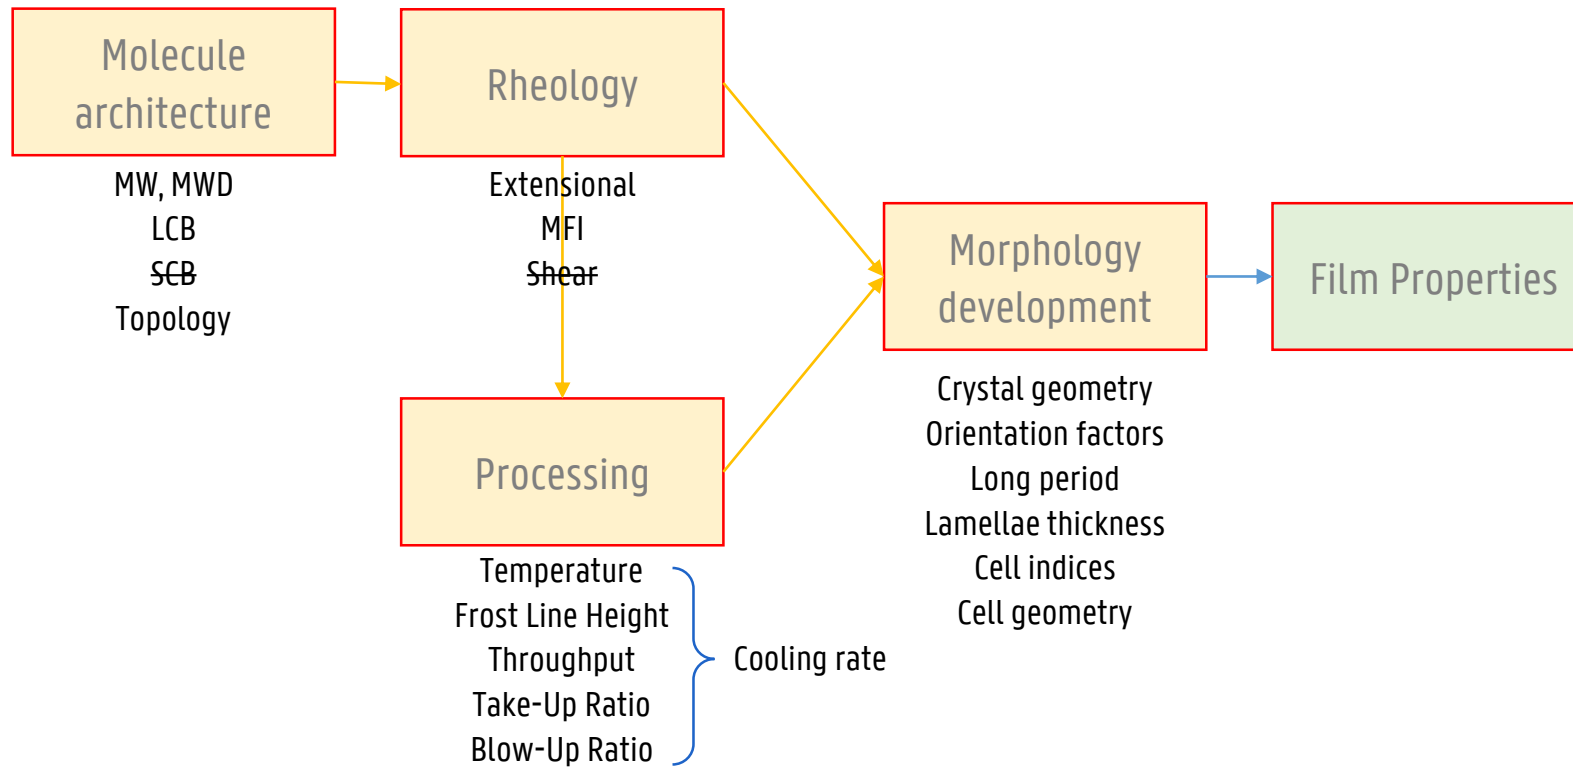 Molecule
architecture
MW, MWD
LCB
SCB
Topology
Rheology
Extensional
MFI
Shear
Processing
Temperature
Frost Line Height
Throughput
Take-Up Ratio
Blow-Up Ratio
Cooling rate
Morphology
development
Crystal geometry
Orientation factors
Long period
Lamellae thickness
Cell indices
Cell geometry
Film Properties